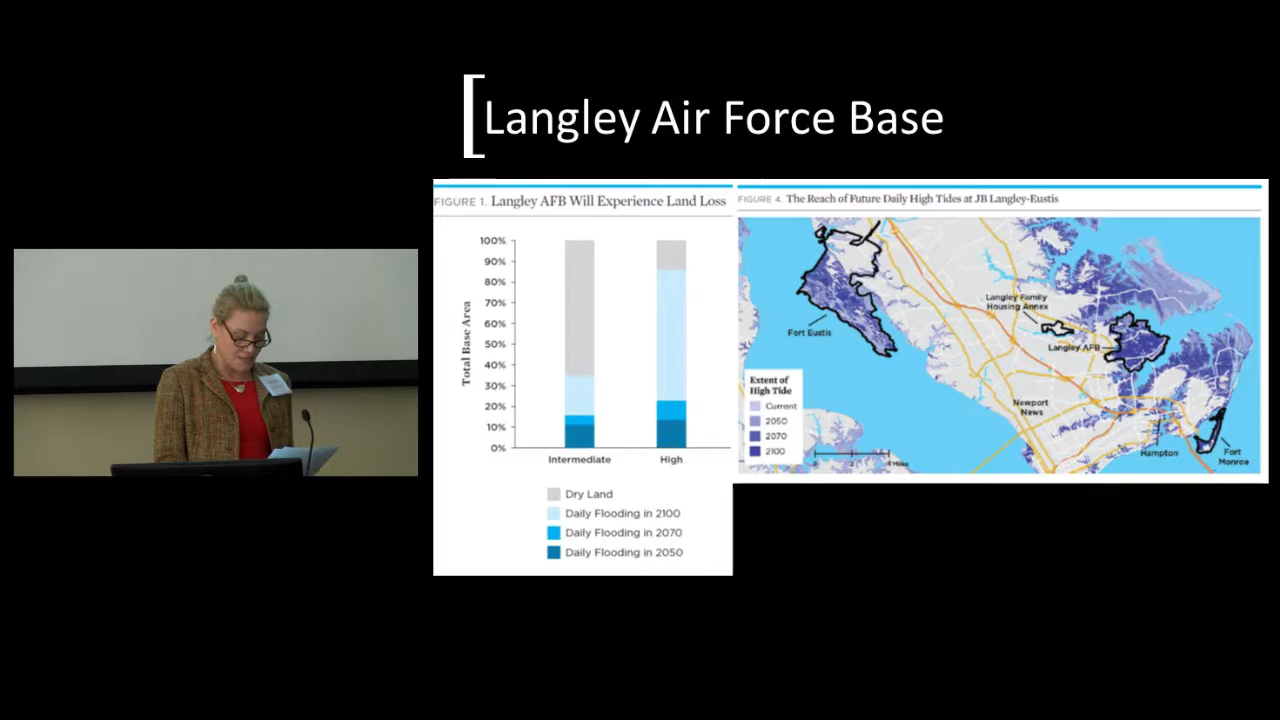 Langley Air Force Base
FIGURE 1. Langley AFB Will Experience Land Loss
100%
90%
80%
70%
60%
50%
40%
30%
20%
10%
0%
Total Base Area
Intermediate
High
Dry Land
Daily Flooding in 2100
Daily Flooding in 2070
Daily Flooding in 2050
FIGURE 4. The Reach of Future Daily High Tides at JB Langley-Eustis
Langley Family
Housing Annex
Fort Eustis
Langley AFB
Extent of
High Tide
Current
2050
2070
2100
Newport
News
Hampton
Fort
Monroe
0 2 4 Miles